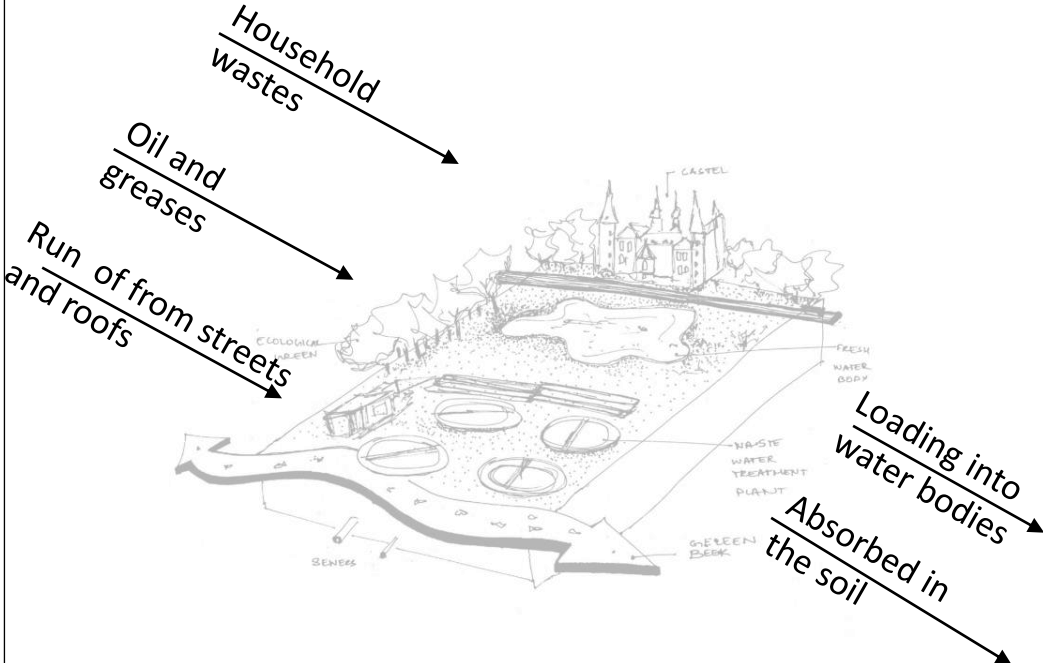 Household
wastes
Oil and
greases
Run of from streets
and roofs
CASTEL
ECOLOGICAL
GREEN
FRESH
WATER
BODY
Loading into
water bodies
WASTE
WATER
TREATMENT
PLANT
Absorbed in
the soil
GELEEN
BEEK
SEWERS